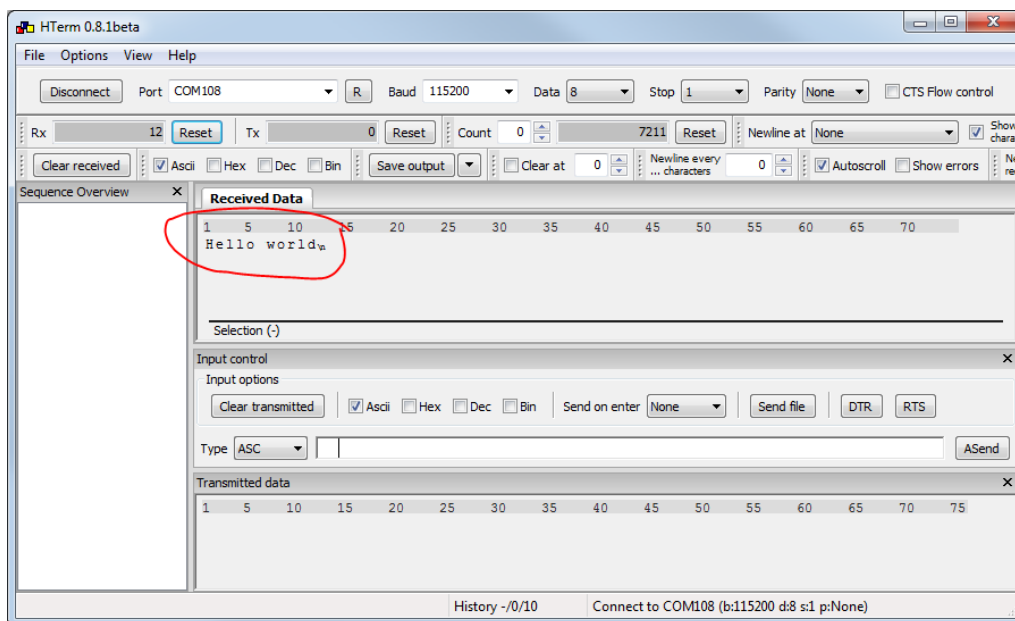 HTerm 0.8.1beta
File Options View Help
Disconnect Port COM108 R Baud 115200 Data 8 Stop 1 Parity None CTS Flow control
Rx 12 Reset Tx 0 Reset Count 0 7211 Reset Newline at None Show
chara
Clear received Ascii Hex Dec Bin Save output Clear at 0 Newline every
... characters 0 Autoscroll Show errors
Sequence Overview X
Received Data
1 5 10 15 20 25 30 35 40 45 50 55 60 65 70
Hello world\n
Selection (-)
Input control X
Input options
Clear transmitted Ascii Hex Dec Bin Send on enter None Send file DTR RTS
Type ASC ASend
Transmitted data X
1 5 10 15 20 25 30 35 40 45 50 55 60 65 70 75
History -/0/10 Connect to COM108 (b:115200 d:8 s:1 p:None)